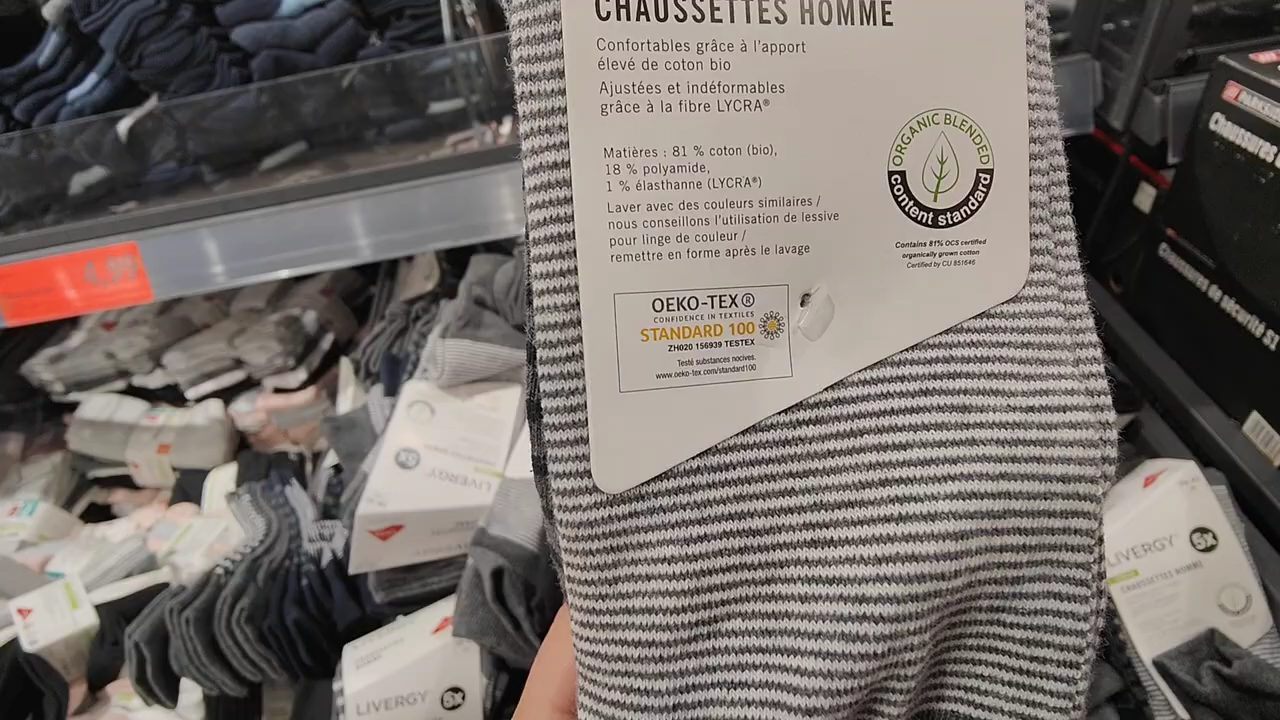 CHAUSSETTES HOMME
Confortables grâce à l'apport
élevé de coton bio
Ajustées et indéformables
grâce à la fibre LYCRA®
Matières : 81 % coton (bio),
18 % polyamide,
1 % élasthanne (LYCRA®)
Laver avec des couleurs similaires /
nous conseillons l'utilisation de lessive
pour linge de couleur /
remettre en forme après le lavage
ORGANIC BLENDED
content standard
Contains 81% OCS certified
organically grown cotton
Certified by CU 851646
OEKO-TEX®
CONFIDENCE IN TEXTILES
STANDARD 100
ZH020 156939 TESTEX
Testé substances nocives.
www.oeko-tex.com/standard100
LIVERGY
5X
LIVERGY
5X
LIVERGY
5X
CHAUSSETTES HOMME
Chaussures
Chaussures de sécurité S1